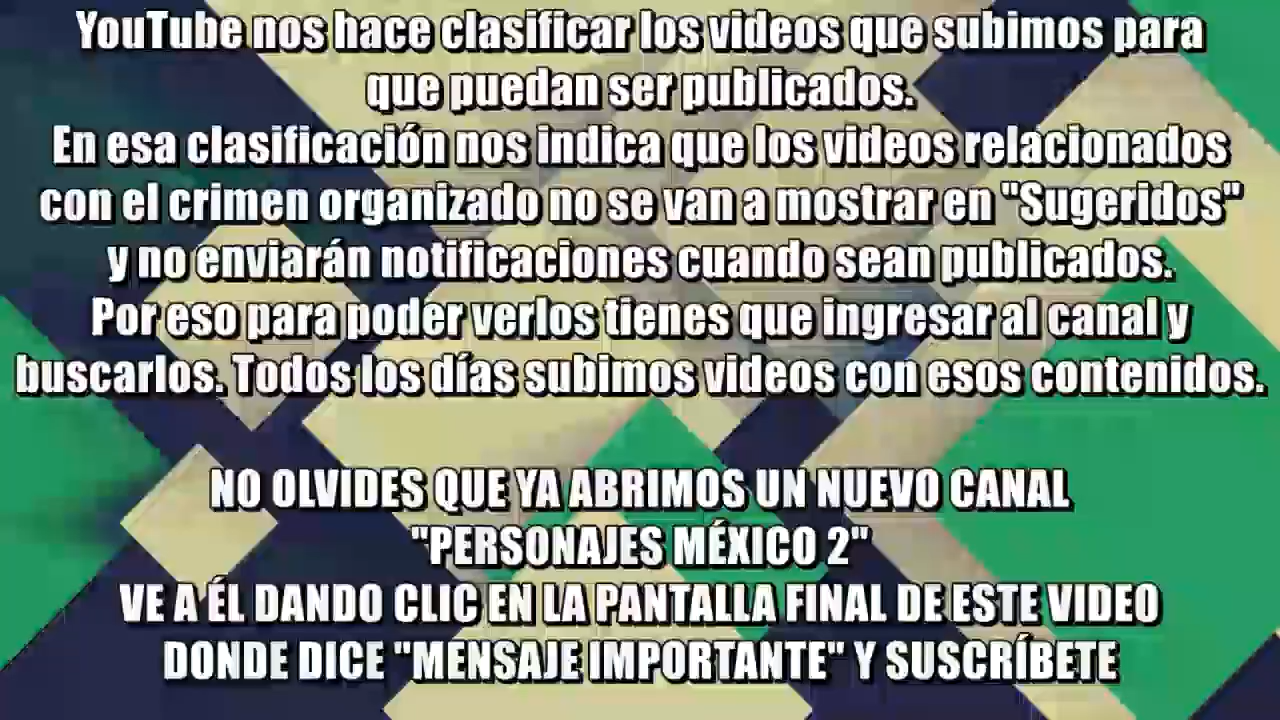 YouTube nos hace clasificar los videos que subimos para
que puedan ser publicados.
En esa clasificación nos indica que los videos relacionados
con el crimen organizado no se van a mostrar en "Sugeridos"
y no enviarán notificaciones cuando sean publicados.
Por eso para poder verlos tienes que ingresar al canal y
buscarlos. Todos los días subimos videos con esos contenidos.
NO OLVIDES QUE YA ABRIMOS UN NUEVO CANAL
"PERSONAJES MÉXICO 2"
VE A ÉL DANDO CLIC EN LA PANTALLA FINAL DE ESTE VIDEO
DONDE DICE "MENSAJE IMPORTANTE" Y SUSCRÍBETE